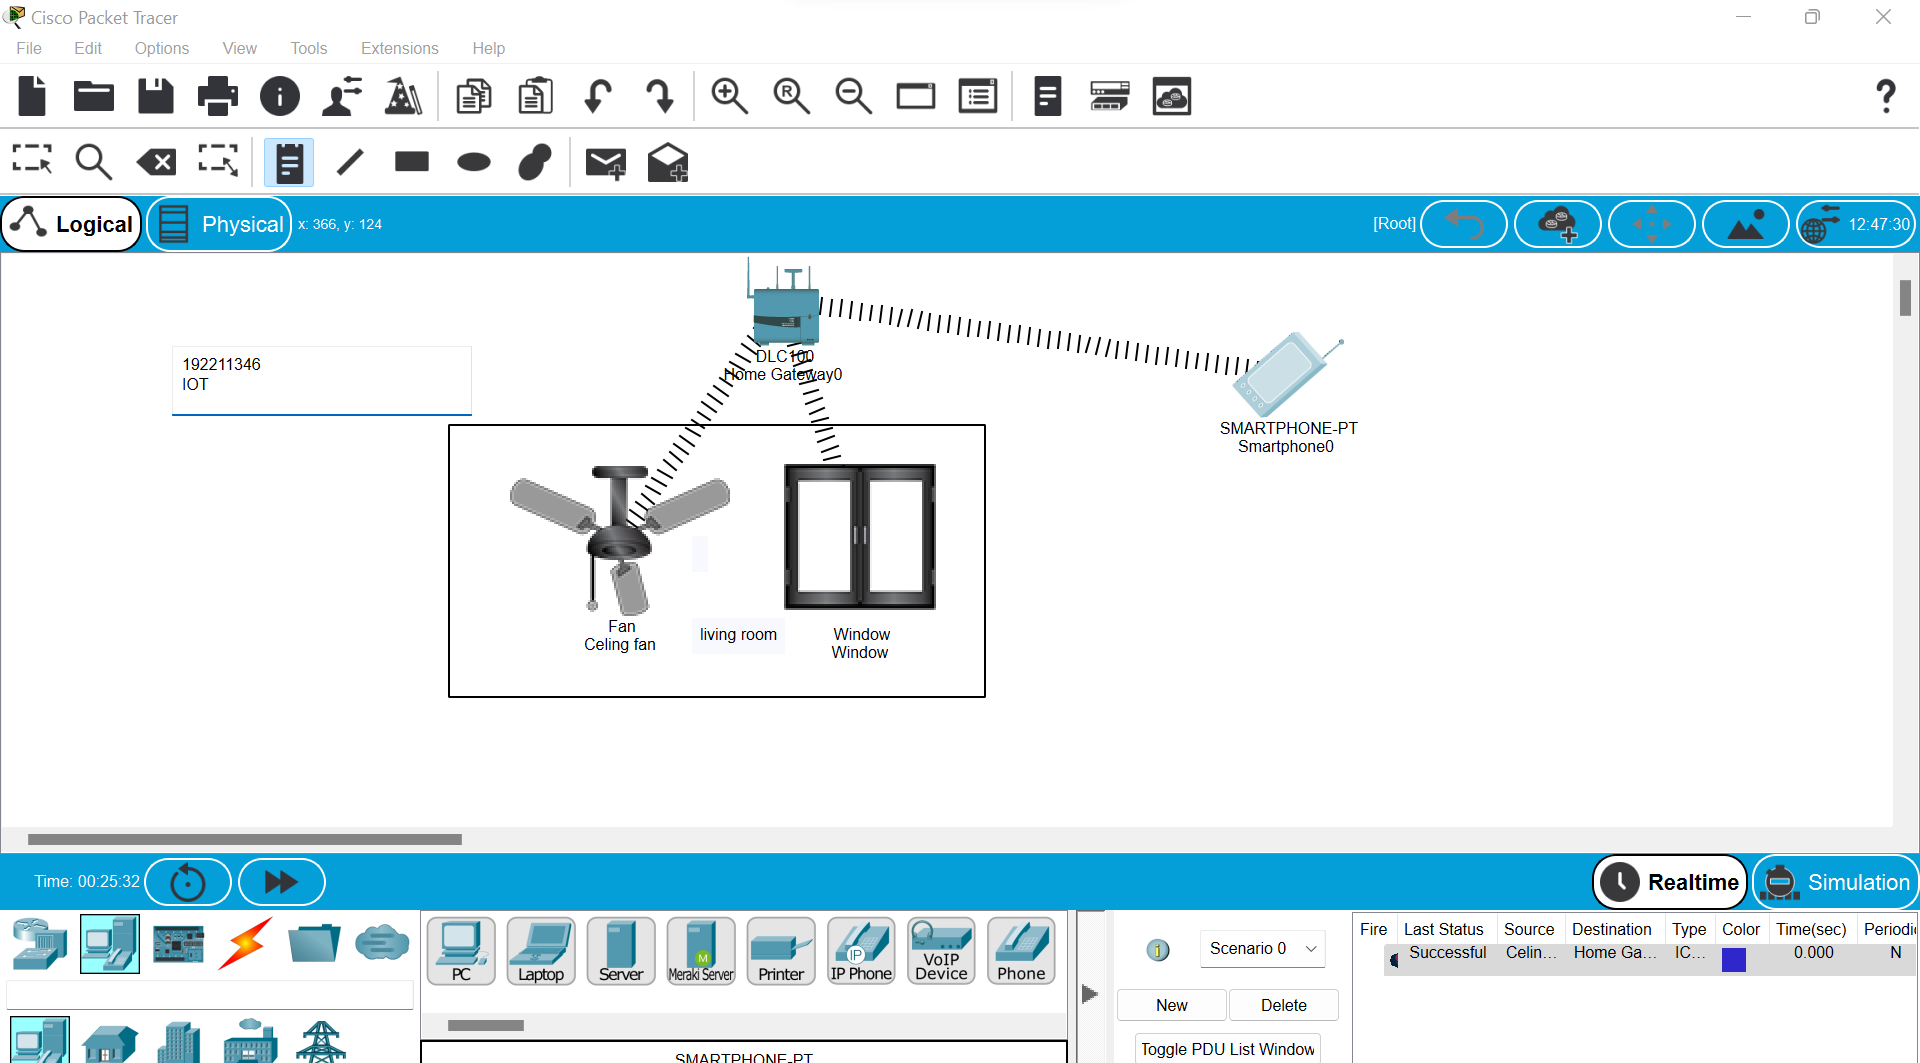 Cisco Packet Tracer
File Edit Options View Tools Extensions Help
Logical Physical x: 366, y: 124 [Root] 12:47:30
192211346
IOT
DLC100
Home Gateway0
SMARTPHONE-PT
Smartphone0
Fan
Celing fan
living room
Window
Window
Time: 00:25:32 Realtime Simulation
PC Laptop Server Meraki Server Printer IP Phone VoIP Device Phone
SMARTPHONE-PT
Scenario 0
New Delete
Toggle PDU List Window
Fire Last Status Source Destination Type Color Time(sec) Periodic
Successful Celin... Home Ga... IC... 0.000 N